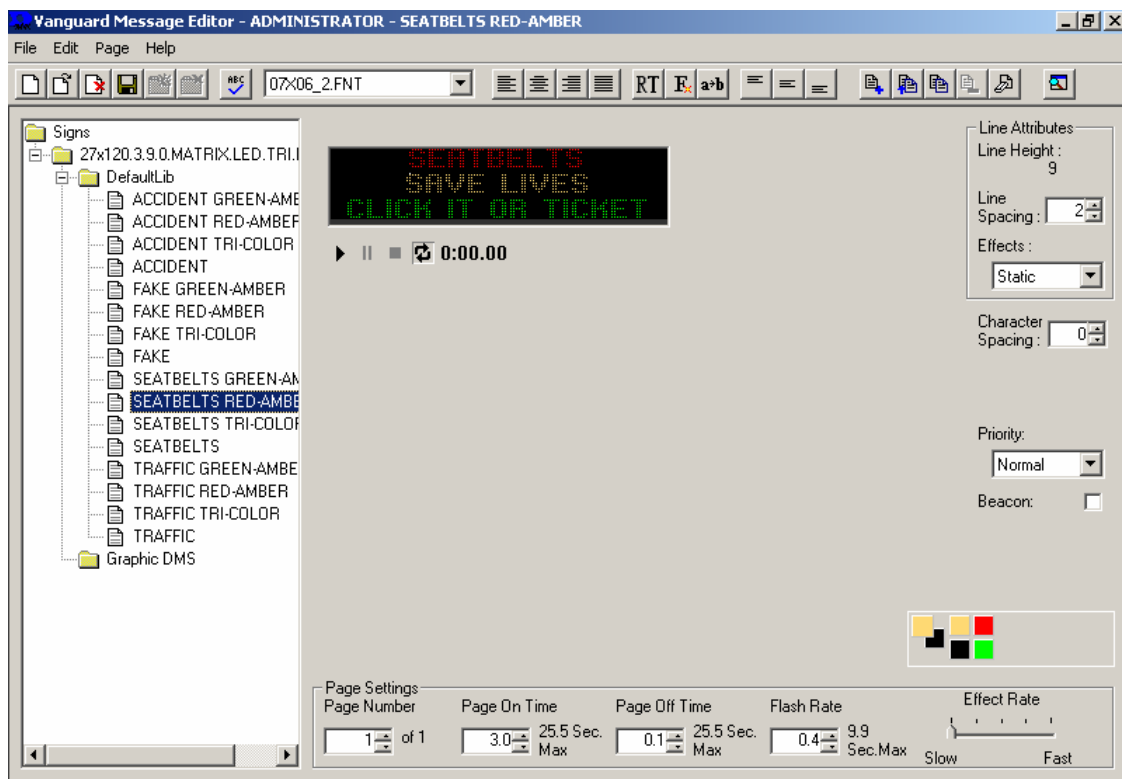 Vanguard Message Editor - ADMINISTRATOR - SEATBELTS RED-AMBER
File Edit Page Help
ABC 07X06_2.FNT RT F a→b
Signs
27x120.3.9.0.MATRIX.LED.TRI.I
DefaultLib
ACCIDENT GREEN-AME
ACCIDENT RED-AMBER
ACCIDENT TRI-COLOR
ACCIDENT
FAKE GREEN-AMBER
FAKE RED-AMBER
FAKE TRI-COLOR
FAKE
SEATBELTS GREEN-AM
SEATBELTS RED-AMBE
SEATBELTS TRI-COLOR
SEATBELTS
TRAFFIC GREEN-AMBE
TRAFFIC RED-AMBER
TRAFFIC TRI-COLOR
TRAFFIC
Graphic DMS
SEATBELTS
SAVE LIVES
CLICK IT OR TICKET
0:00.00
Line Attributes
Line Height :
9
Line
Spacing : 2
Effects :
Static
Character
Spacing : 0
Priority:
Normal
Beacon:
Page Settings
Page Number
1 of 1
Page On Time
3.0 25.5 Sec.
Max
Page Off Time
0.1 25.5 Sec.
Max
Flash Rate
0.4 9.9
Sec.Max
Effect Rate
Slow Fast